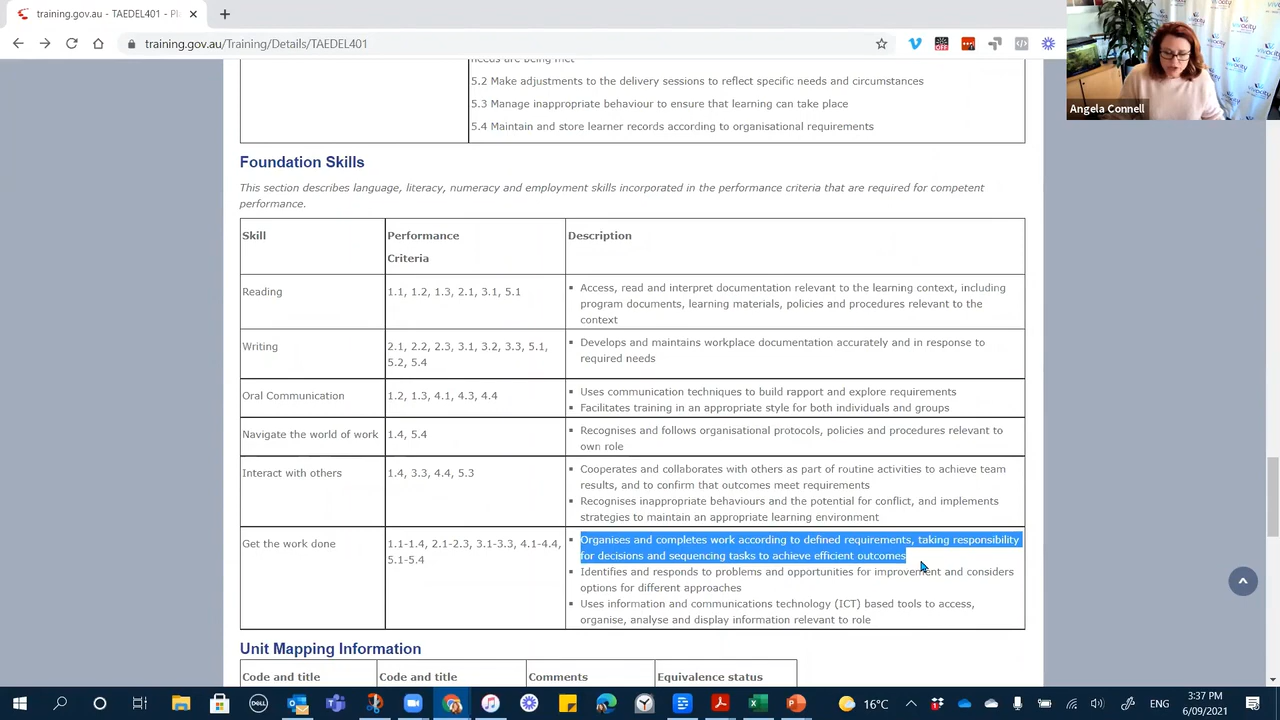 training.gov.au - TAEDEL401 - Pl
training.gov.au/Training/Details/TAEDEL401
OFF
vivacity
Angela Connell
needs are being met
5.2 Make adjustments to the delivery sessions to reflect specific needs and circumstances
5.3 Manage inappropriate behaviour to ensure that learning can take place
5.4 Maintain and store learner records according to organisational requirements
Foundation Skills
This section describes language, literacy, numeracy and employment skills incorporated in the performance criteria that are required for competent
performance.
Skill
Performance
Criteria
Description
Reading
1.1, 1.2, 1.3, 2.1, 3.1, 5.1
▪ Access, read and interpret documentation relevant to the learning context, including
program documents, learning materials, policies and procedures relevant to the
context
Writing
2.1, 2.2, 2.3, 3.1, 3.2, 3.3, 5.1,
5.2, 5.4
▪ Develops and maintains workplace documentation accurately and in response to
required needs
Oral Communication
1.2, 1.3, 4.1, 4.3, 4.4
▪ Uses communication techniques to build rapport and explore requirements
▪ Facilitates training in an appropriate style for both individuals and groups
Navigate the world of work
1.4, 5.4
▪ Recognises and follows organisational protocols, policies and procedures relevant to
own role
Interact with others
1.4, 3.3, 4.4, 5.3
▪ Cooperates and collaborates with others as part of routine activities to achieve team
results, and to confirm that outcomes meet requirements
▪ Recognises inappropriate behaviours and the potential for conflict, and implements
strategies to maintain an appropriate learning environment
Get the work done
1.1-1.4, 2.1-2.3, 3.1-3.3, 4.1-4.4,
5.1-5.4
▪ Organises and completes work according to defined requirements, taking responsibility
for decisions and sequencing tasks to achieve efficient outcomes
▪ Identifies and responds to problems and opportunities for improvement and considers
options for different approaches
▪ Uses information and communications technology (ICT) based tools to access,
organise, analyse and display information relevant to role
Unit Mapping Information
Code and title
Code and title
Comments
Equivalence status
16°C
3:37 PM
6/09/2021